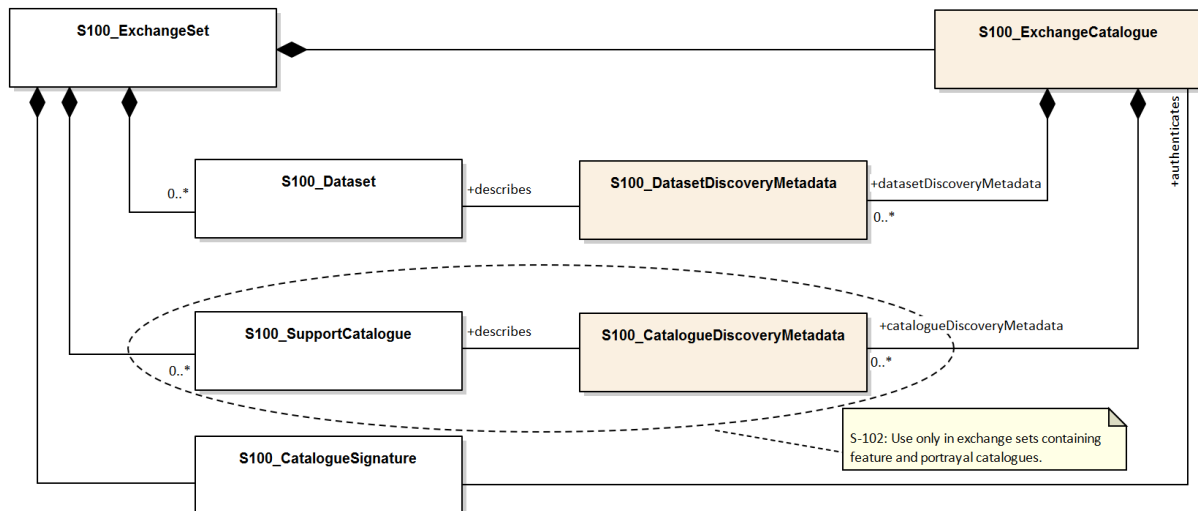 S100_ExchangeSet
S100_ExchangeCatalogue
+authenticates
S100_Dataset
0..*
+describes
S100_DatasetDiscoveryMetadata
+datasetDiscoveryMetadata
0..*
S100_SupportCatalogue
0..*
+describes
S100_CatalogueDiscoveryMetadata
+catalogueDiscoveryMetadata
0..*
S-102: Use only in exchange sets containing
feature and portrayal catalogues.
S100_CatalogueSignature